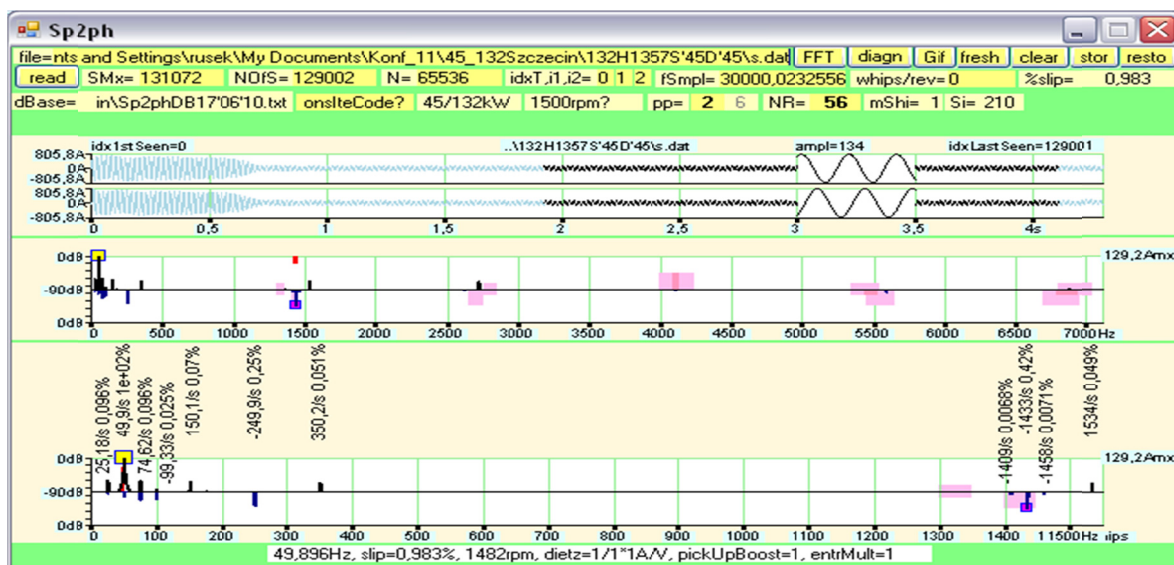 Sp2ph
file=nts and Settings\rusek\My Documents\Konf_11\45_132Szczecin\132H1357S'45D'45\s.dat FFT diagn Gif fresh clear stor resto
read SMx= 131072 NOfS= 129002 N= 65536 idxT,i1,i2= 0 1 2 fSmpl= 30000,0232556 whips/rev= 0 %slip= 0,983
dBase= in\Sp2phDB17'06'10.txt onsIteCode? 45/132kW 1500rpm? pp= 2 6 NR= 56 mShi= 1 Si= 210
idx1stSeen=0 ..\132H1357S'45D'45\s.dat ampl=134 idxLastSeen=129001
805,8A
0A
-805,8A
805,8A
0A
-805,8A
0 0,5 1 1,5 2 2,5 3 3,5 4s
0dB 129,2Amx
-90dB
0dB
0 500 1000 1500 2000 2500 3000 3500 4000 4500 5000 5500 6000 6500 7000Hz
25,18/s 0,096%
49,9/s 1e+02%
74,62/s 0,096%
-99,33/s 0,025%
150,1/s 0,07%
-249,9/s 0,25%
350,2/s 0,051%
-1409/s 0,0068%
-1433/s 0,42%
-1458/s 0,0071%
1534/s 0,049%
0dB 129,2Amx
-90dB
0dB
0 100 200 300 400 500 600 700 800 900 1000 1100 1200 1300 1400 11500Hz ips
49,896Hz, slip=0,983%, 1482rpm, dietz=1/1*1A/V, pickUpBoost=1, entrMult=1